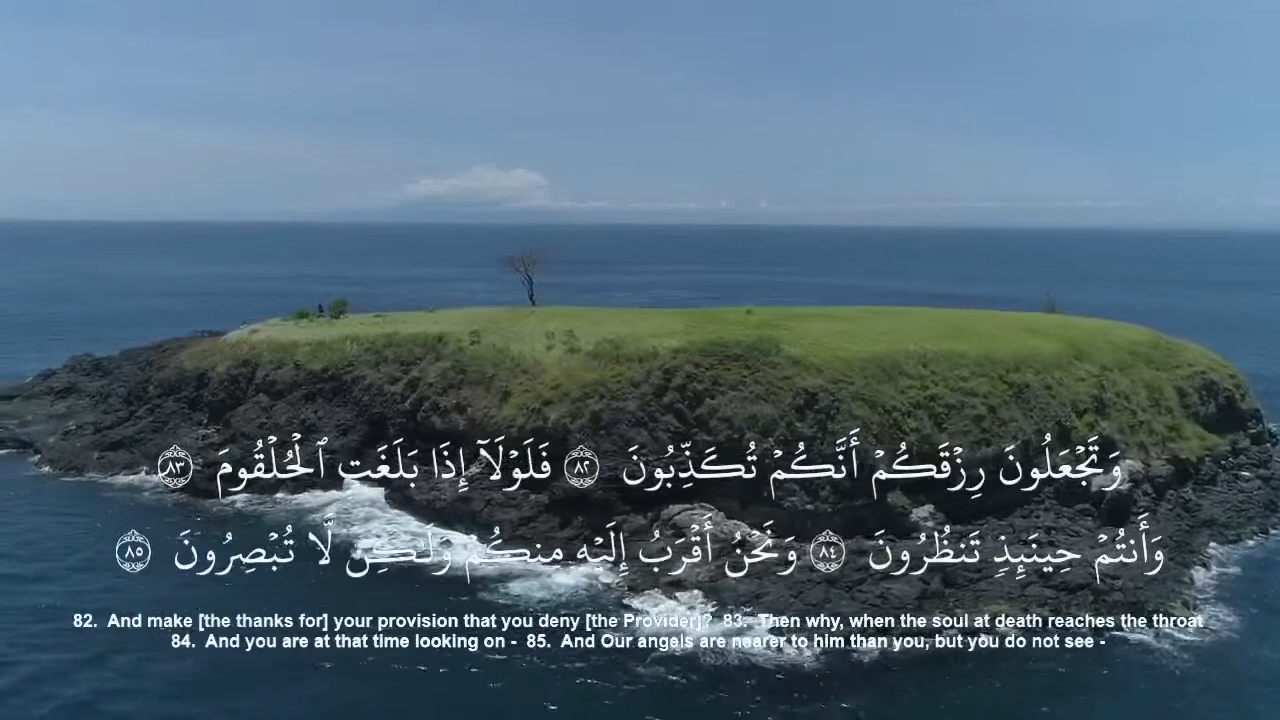 وَتَجْعَلُونَ رِزْقَكُمْ أَنَّكُمْ تُكَذِّبُونَ ٨٢ فَلَوْلَآ إِذَا بَلَغَتِ ٱلْحُلْقُومَ ٨٣
وَأَنتُمْ حِينَئِذٍ تَنظُرُونَ ٨٤ وَنَحْنُ أَقْرَبُ إِلَيْهِ مِنكُمْ وَلَـٰكِن لَّا تُبْصِرُونَ ٨٥
82. And make [the thanks for] your provision that you deny [the Provider]? 83. Then why, when the soul at death reaches the throat
84. And you are at that time looking on - 85. And Our angels are nearer to him than you, but you do not see -